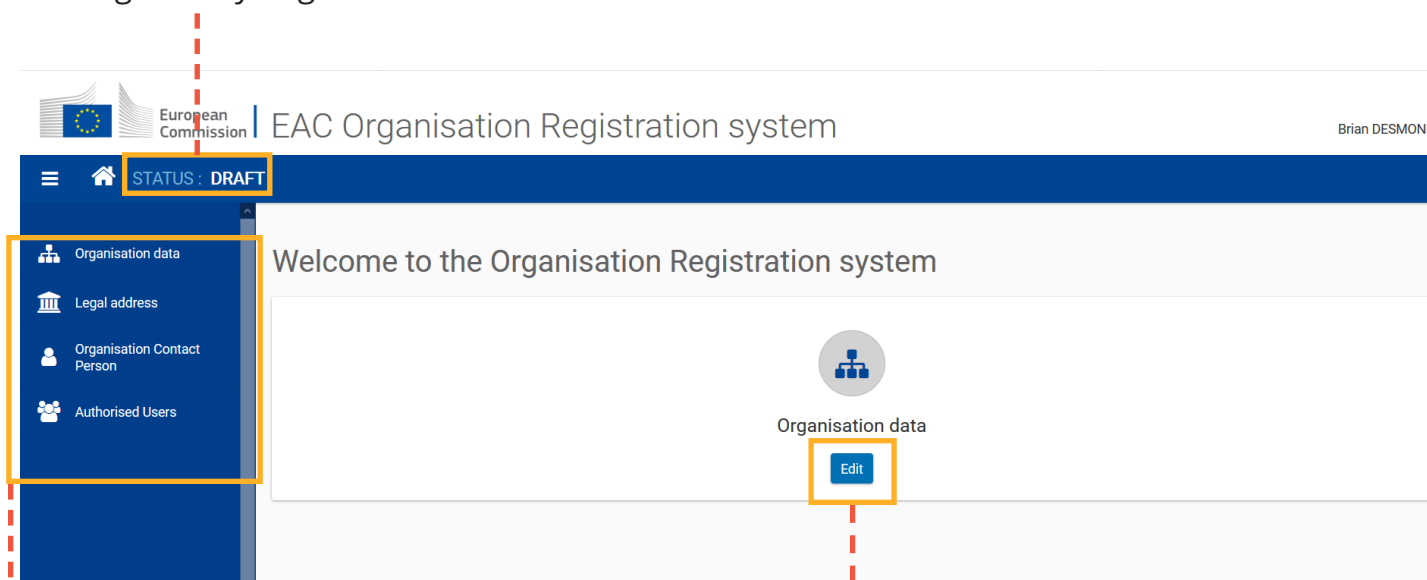 European
Commission
EAC Organisation Registration system
Brian DESMON
STATUS : DRAFT
Organisation data
Legal address
Organisation Contact
Person
Authorised Users
Welcome to the Organisation Registration system
Organisation data
Edit